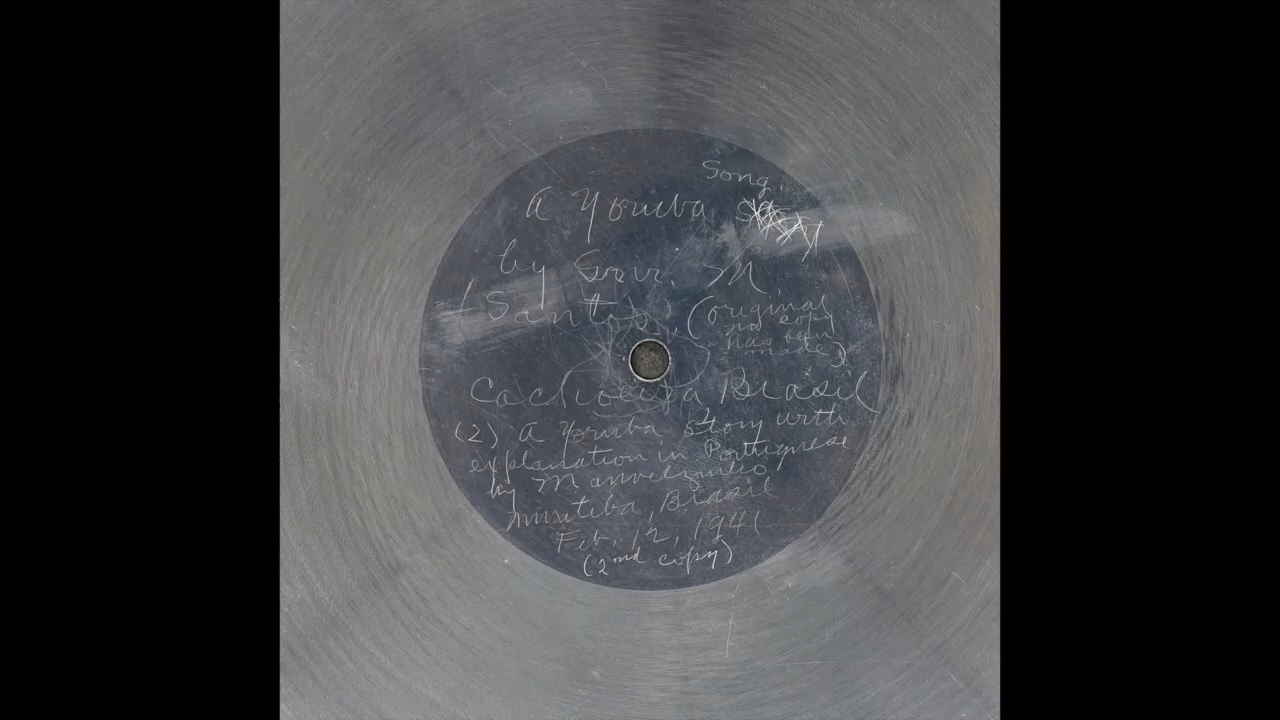 Song
A Yoruba
by M
Santos, (original
no copy
has been
made)
Cachoeira Brasil
(2) A Yoruba Story with
explanation in Portuguese
by
Muritiba, Brasil
Feb. 12, 1941
(2nd copy)